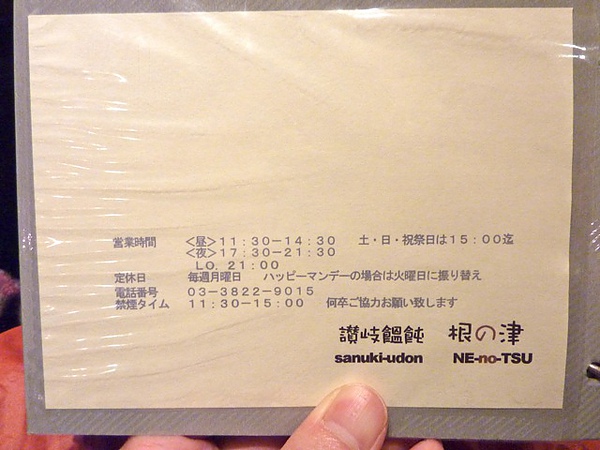 営業時間 <昼>11:30-14:30 土・日・祝祭日は15:00迄
<夜>17:30-21:30
LO. 21:00
定休日 毎週月曜日 ハッピーマンデーの場合は火曜日に振り替え
電話番号 03-3822-9015
禁煙タイム 11:30-15:00 何卒ご協力お願い致します
讃岐饂飩 根の津
sanuki-udon NE-no-TSU